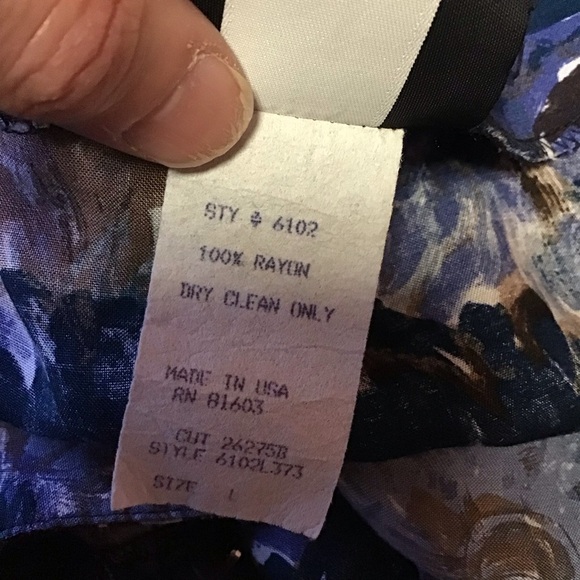 STY # 6102
100% RAYON
DRY CLEAN ONLY
MADE IN USA
RN 81603
CUT 26275B
STYLE 6102L373
SIZE L